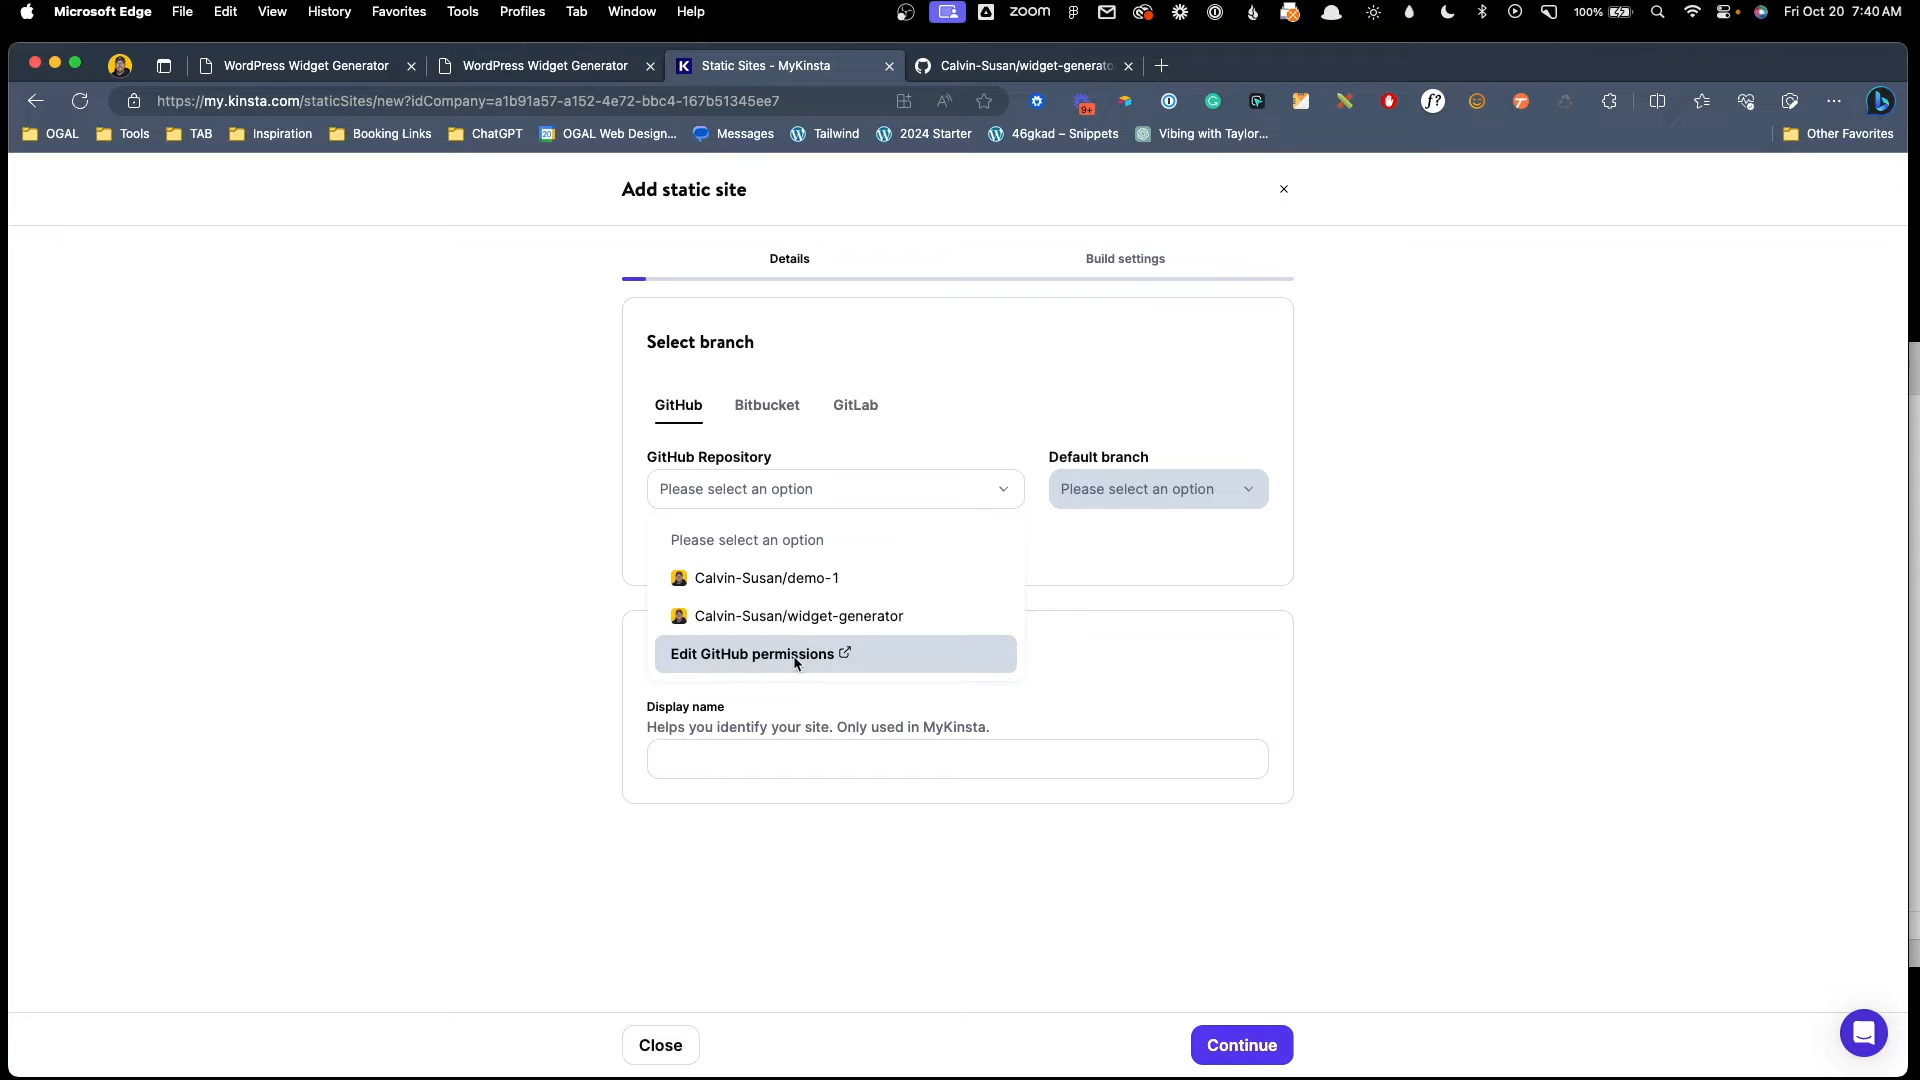 Microsoft Edge File Edit View History Favorites Tools Profiles Tab Window Help zoom 100% Fri Oct 20 7:40 AM
WordPress Widget Generator WordPress Widget Generator Static Sites - MyKinsta Calvin-Susan/widget-generato
https://my.kinsta.com/staticSites/new?idCompany=a1b91a57-a152-4e72-bbc4-167b51345ee7 9+ f?
OGAL Tools TAB Inspiration Booking Links ChatGPT 20 OGAL Web Design... Messages Tailwind 2024 Starter 46gkad – Snippets Vibing with Taylor... Other Favorites
Add static site
Details Build settings
Select branch
GitHub Bitbucket GitLab
GitHub Repository Default branch
Please select an option Please select an option
Please select an option
Calvin-Susan/demo-1
Calvin-Susan/widget-generator
Edit GitHub permissions
Display name
Helps you identify your site. Only used in MyKinsta.
Close Continue